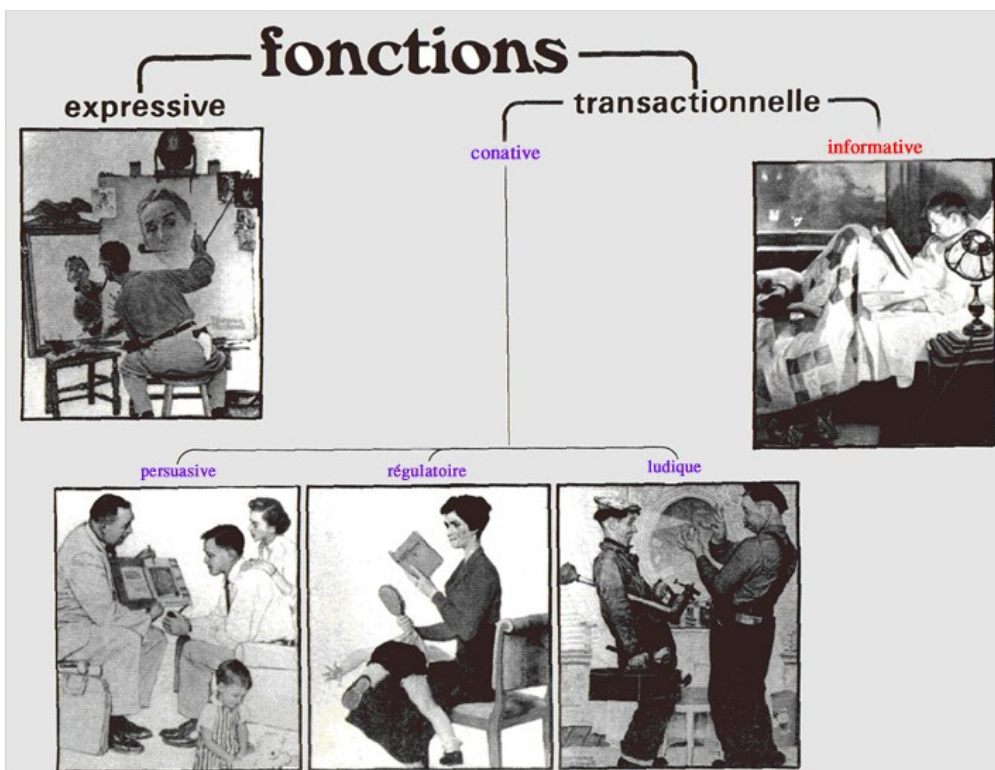 fonctions
expressive
transactionnelle
conative
informative
persuasive
régulatoire
ludique